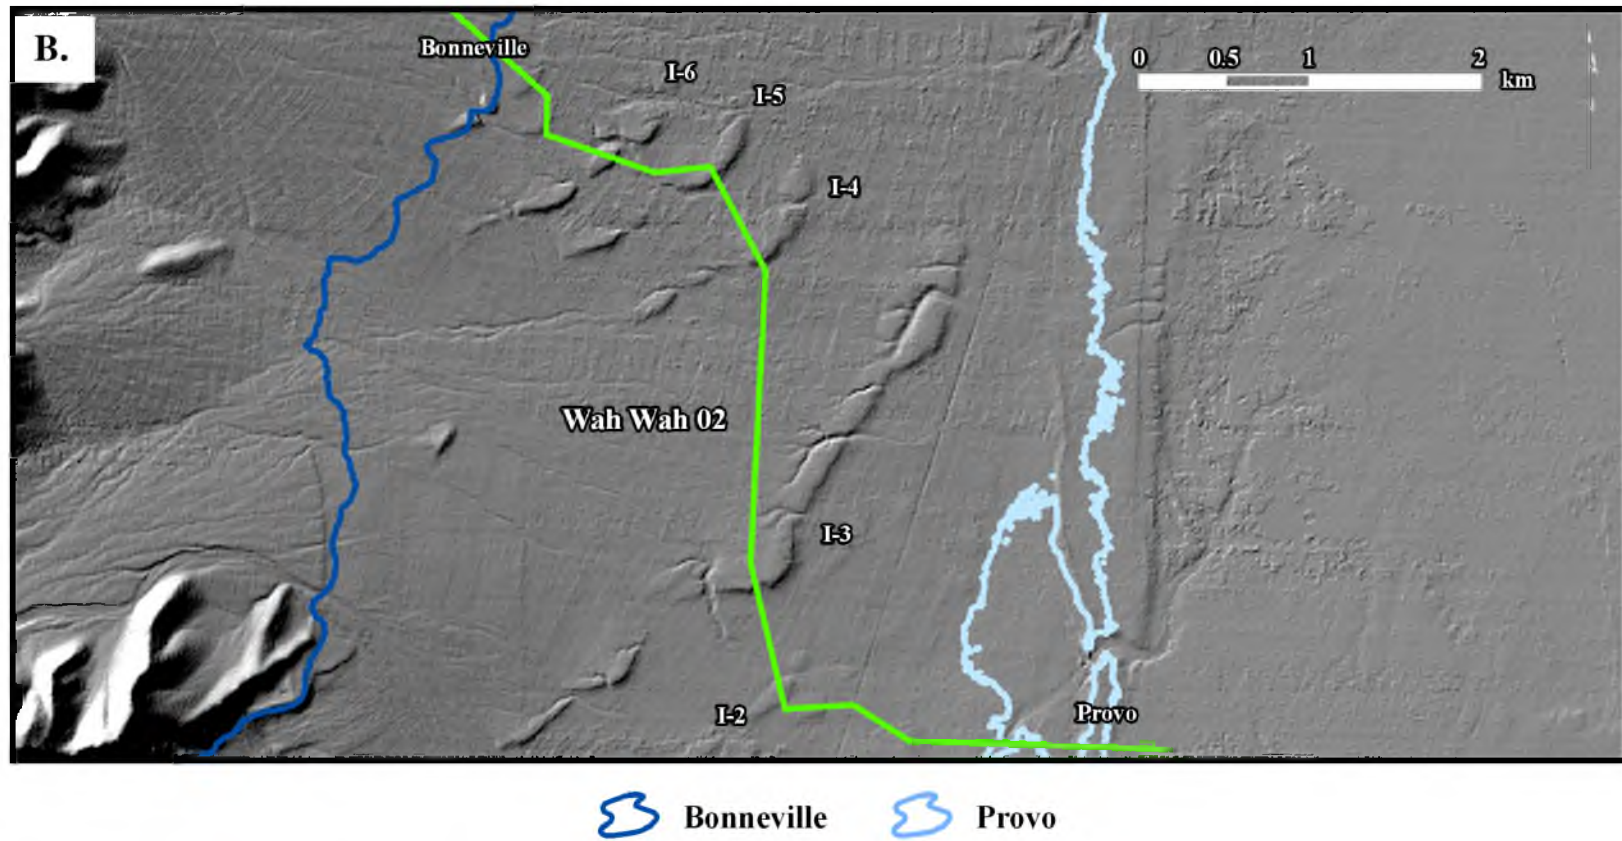 B.
Bonneville
I-6
I-5
0 0.5 1 2
km
I-4
Wah Wah 02
I-3
I-2
Provo
Bonneville
Provo